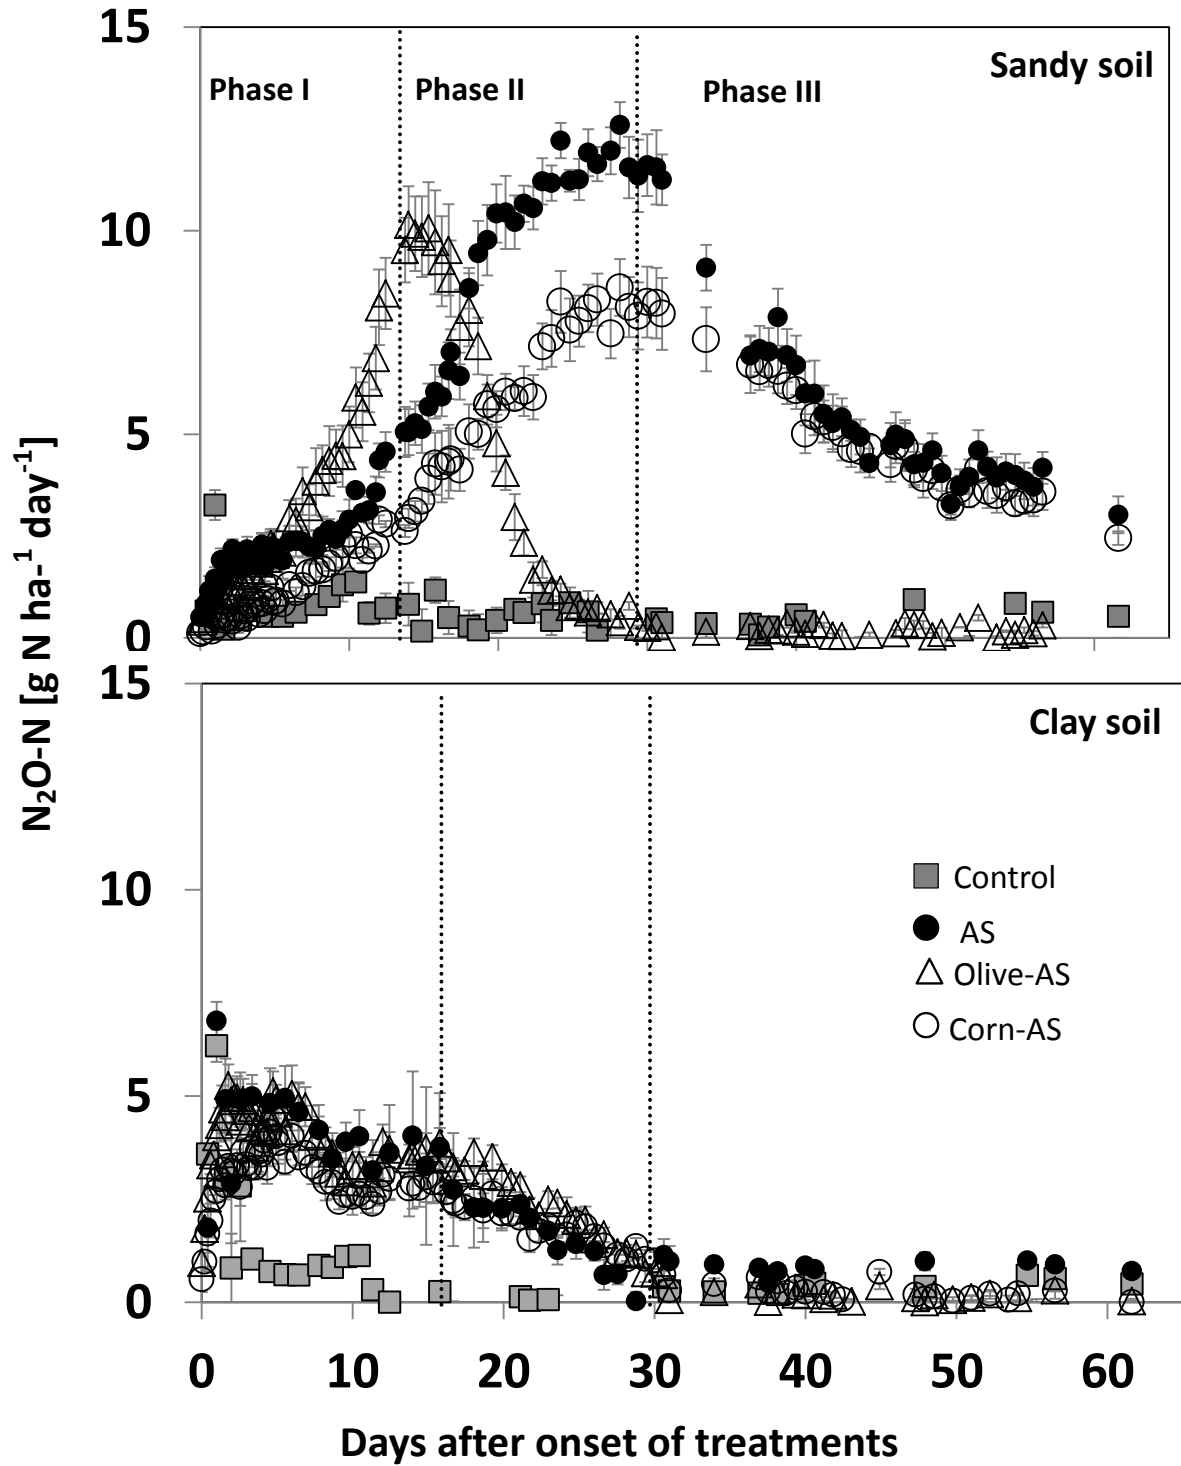 15
Sandy soil
Phase I
Phase II
Phase III
10
5
0
N₂O-N [g N ha-¹ day⁻¹]
15
Clay soil
10
Control
AS
Olive-AS
Corn-AS
5
0
0 10 20 30 40 50 60
Days after onset of treatments